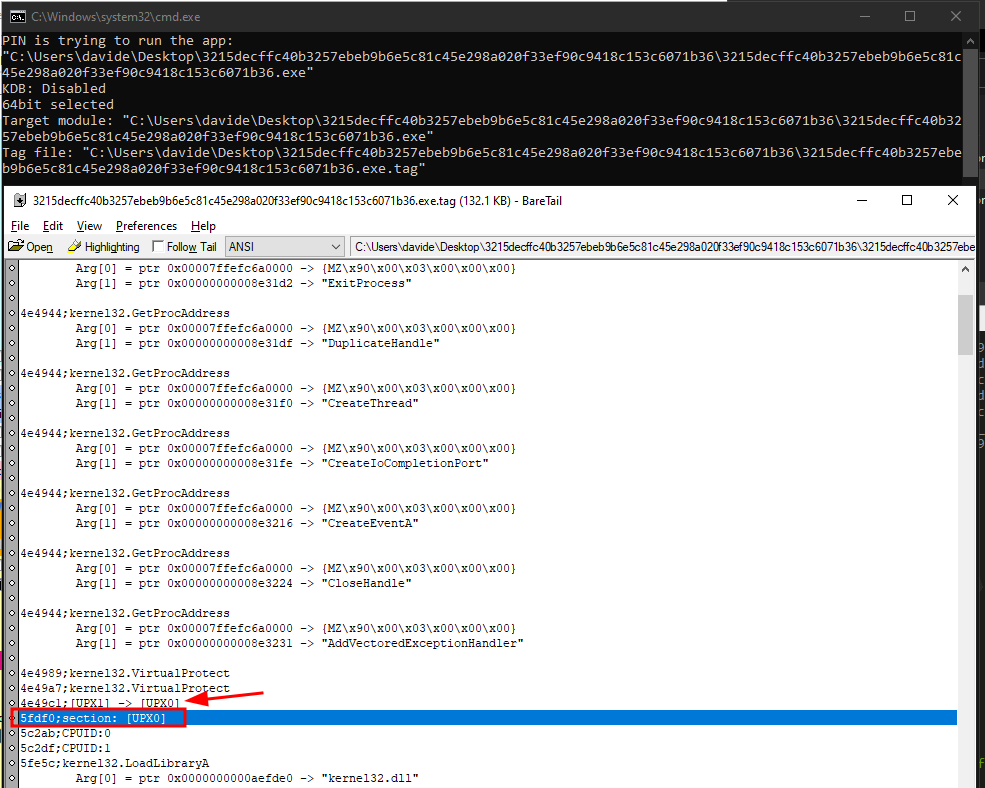 C:\Windows\system32\cmd.exe
PIN is trying to run the app:
"C:\Users\davide\Desktop\3215decffc40b3257ebeb9b6e5c81c45e298a020f33ef90c9418c153c6071b36\3215decffc40b3257ebeb9b6e5c81c
45e298a020f33ef90c9418c153c6071b36.exe"
KDB: Disabled
64bit selected
Target module: "C:\Users\davide\Desktop\3215decffc40b3257ebeb9b6e5c81c45e298a020f33ef90c9418c153c6071b36\3215decffc40b32
57ebeb9b6e5c81c45e298a020f33ef90c9418c153c6071b36.exe"
Tag file: "C:\Users\davide\Desktop\3215decffc40b3257ebeb9b6e5c81c45e298a020f33ef90c9418c153c6071b36\3215decffc40b3257ebe
b9b6e5c81c45e298a020f33ef90c9418c153c6071b36.exe.tag"
3215decffc40b3257ebeb9b6e5c81c45e298a020f33ef90c9418c153c6071b36.exe.tag (132.1 KB) - BareTail
File Edit View Preferences Help
Open Highlighting Follow Tail ANSI C:\Users\davide\Desktop\3215decffc40b3257ebeb9b6e5c81c45e298a020f33ef90c9418c153c6071b36\3215decffc40b3257ebe
Arg[0] = ptr 0x00007ffefc6a0000 -> {MZ\x90\x00\x03\x00\x00\x00}
Arg[1] = ptr 0x00000000008e31d2 -> "ExitProcess"
4e4944;kernel32.GetProcAddress
Arg[0] = ptr 0x00007ffefc6a0000 -> {MZ\x90\x00\x03\x00\x00\x00}
Arg[1] = ptr 0x00000000008e31df -> "DuplicateHandle"
4e4944;kernel32.GetProcAddress
Arg[0] = ptr 0x00007ffefc6a0000 -> {MZ\x90\x00\x03\x00\x00\x00}
Arg[1] = ptr 0x00000000008e31f0 -> "CreateThread"
4e4944;kernel32.GetProcAddress
Arg[0] = ptr 0x00007ffefc6a0000 -> {MZ\x90\x00\x03\x00\x00\x00}
Arg[1] = ptr 0x00000000008e31fe -> "CreateIoCompletionPort"
4e4944;kernel32.GetProcAddress
Arg[0] = ptr 0x00007ffefc6a0000 -> {MZ\x90\x00\x03\x00\x00\x00}
Arg[1] = ptr 0x00000000008e3216 -> "CreateEventA"
4e4944;kernel32.GetProcAddress
Arg[0] = ptr 0x00007ffefc6a0000 -> {MZ\x90\x00\x03\x00\x00\x00}
Arg[1] = ptr 0x00000000008e3224 -> "CloseHandle"
4e4944;kernel32.GetProcAddress
Arg[0] = ptr 0x00007ffefc6a0000 -> {MZ\x90\x00\x03\x00\x00\x00}
Arg[1] = ptr 0x00000000008e3231 -> "AddVectoredExceptionHandler"
4e4989;kernel32.VirtualProtect
4e49a7;kernel32.VirtualProtect
4e49c1;[UPX1] -> [UPX0]
5fdf0;section: [UPX0]
5c2ab;CPUID:0
5c2df;CPUID:1
5fe5c;kernel32.LoadLibraryA
Arg[0] = ptr 0x0000000000aefde0 -> "kernel32.dll"